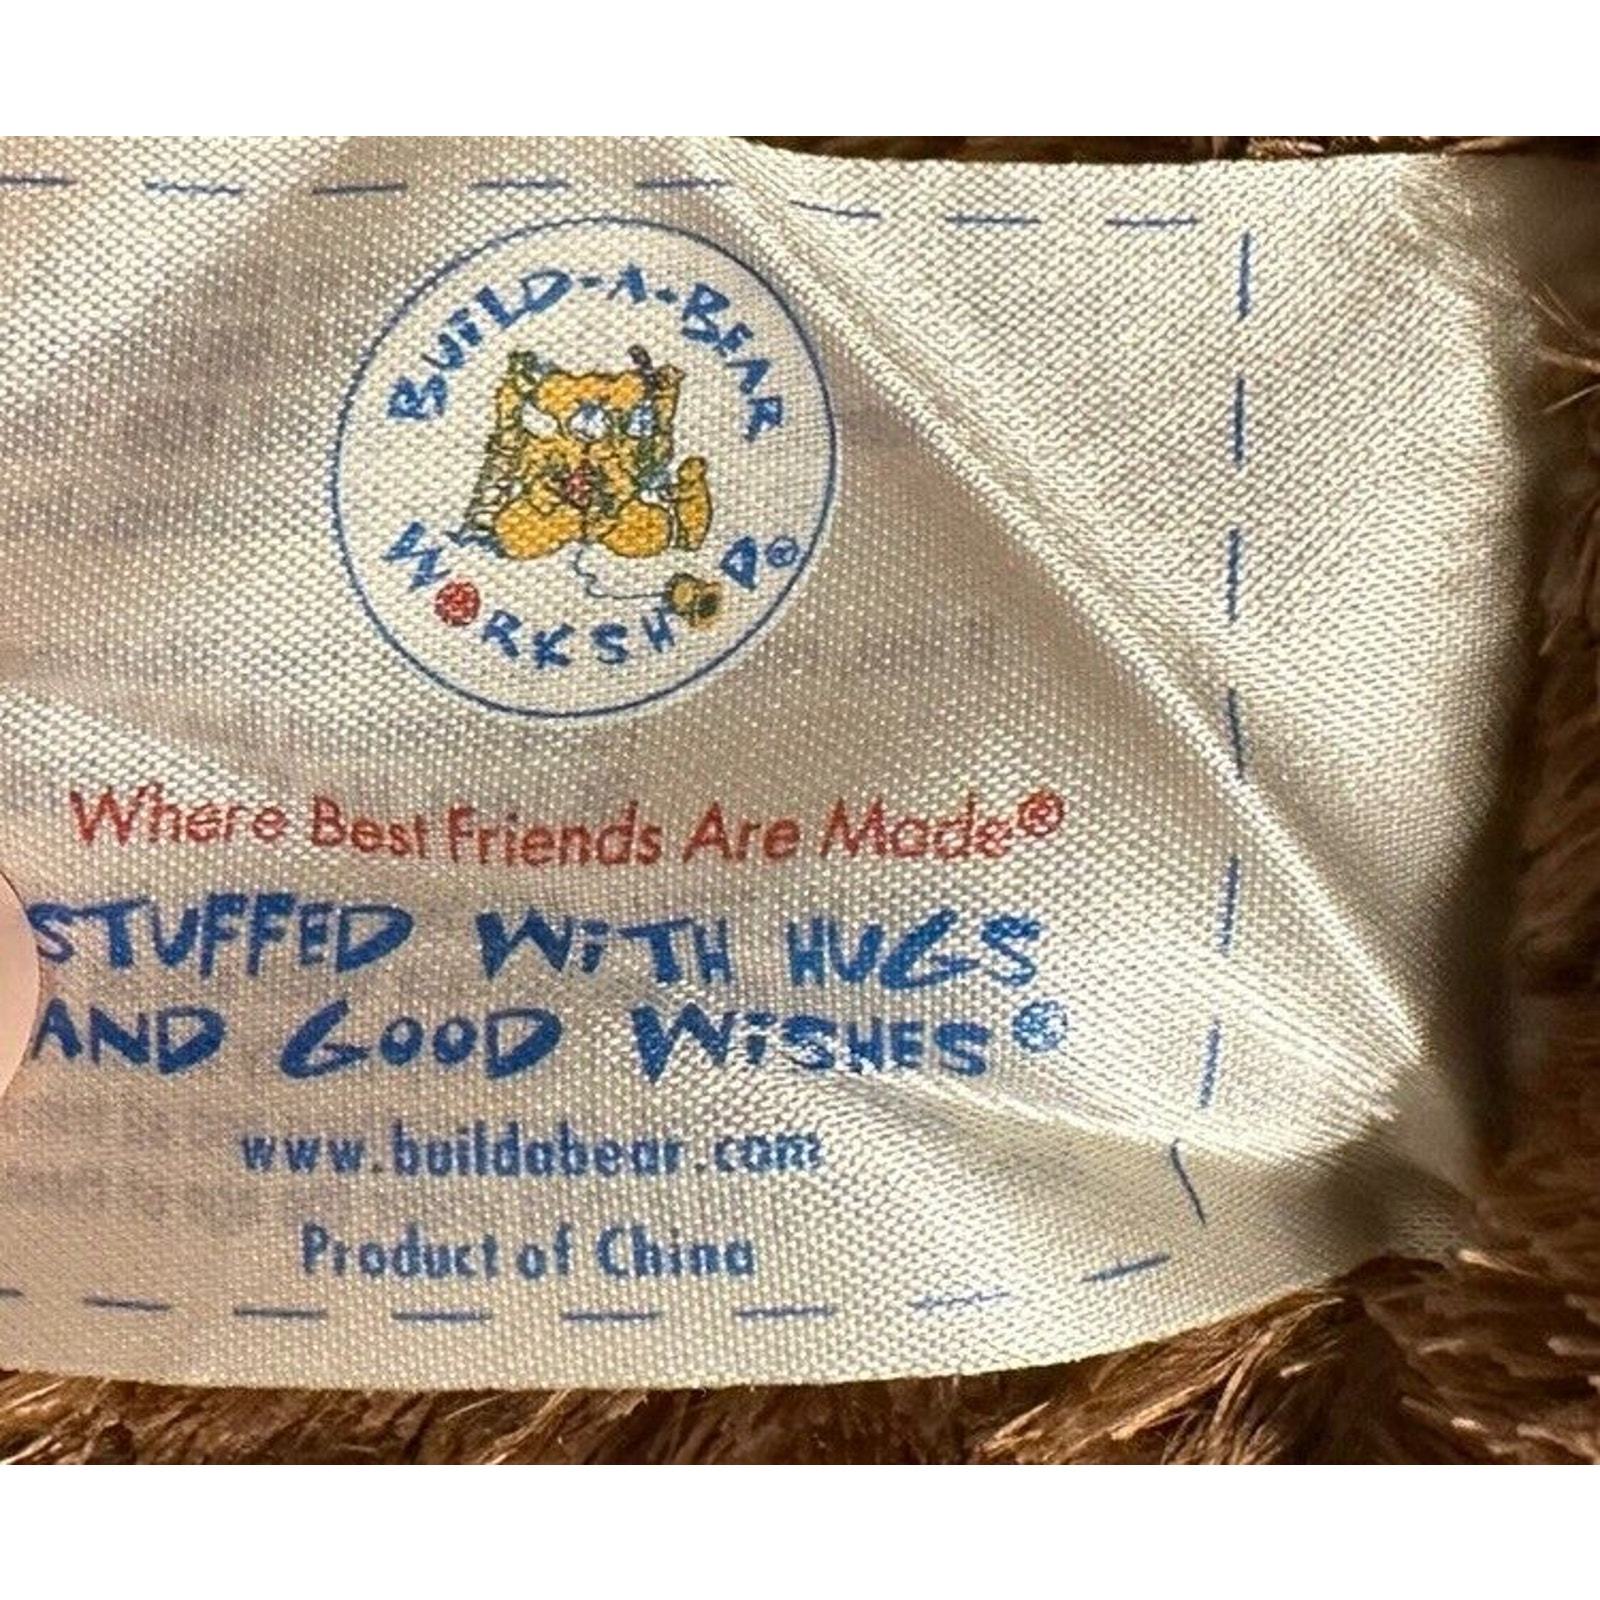 BUILD-A-BEAR
WORKSHOP®
Where Best Friends Are Made®
STUFFED WITH HUGS
AND GOOD WISHES®
www.buildabear.com
Product of China